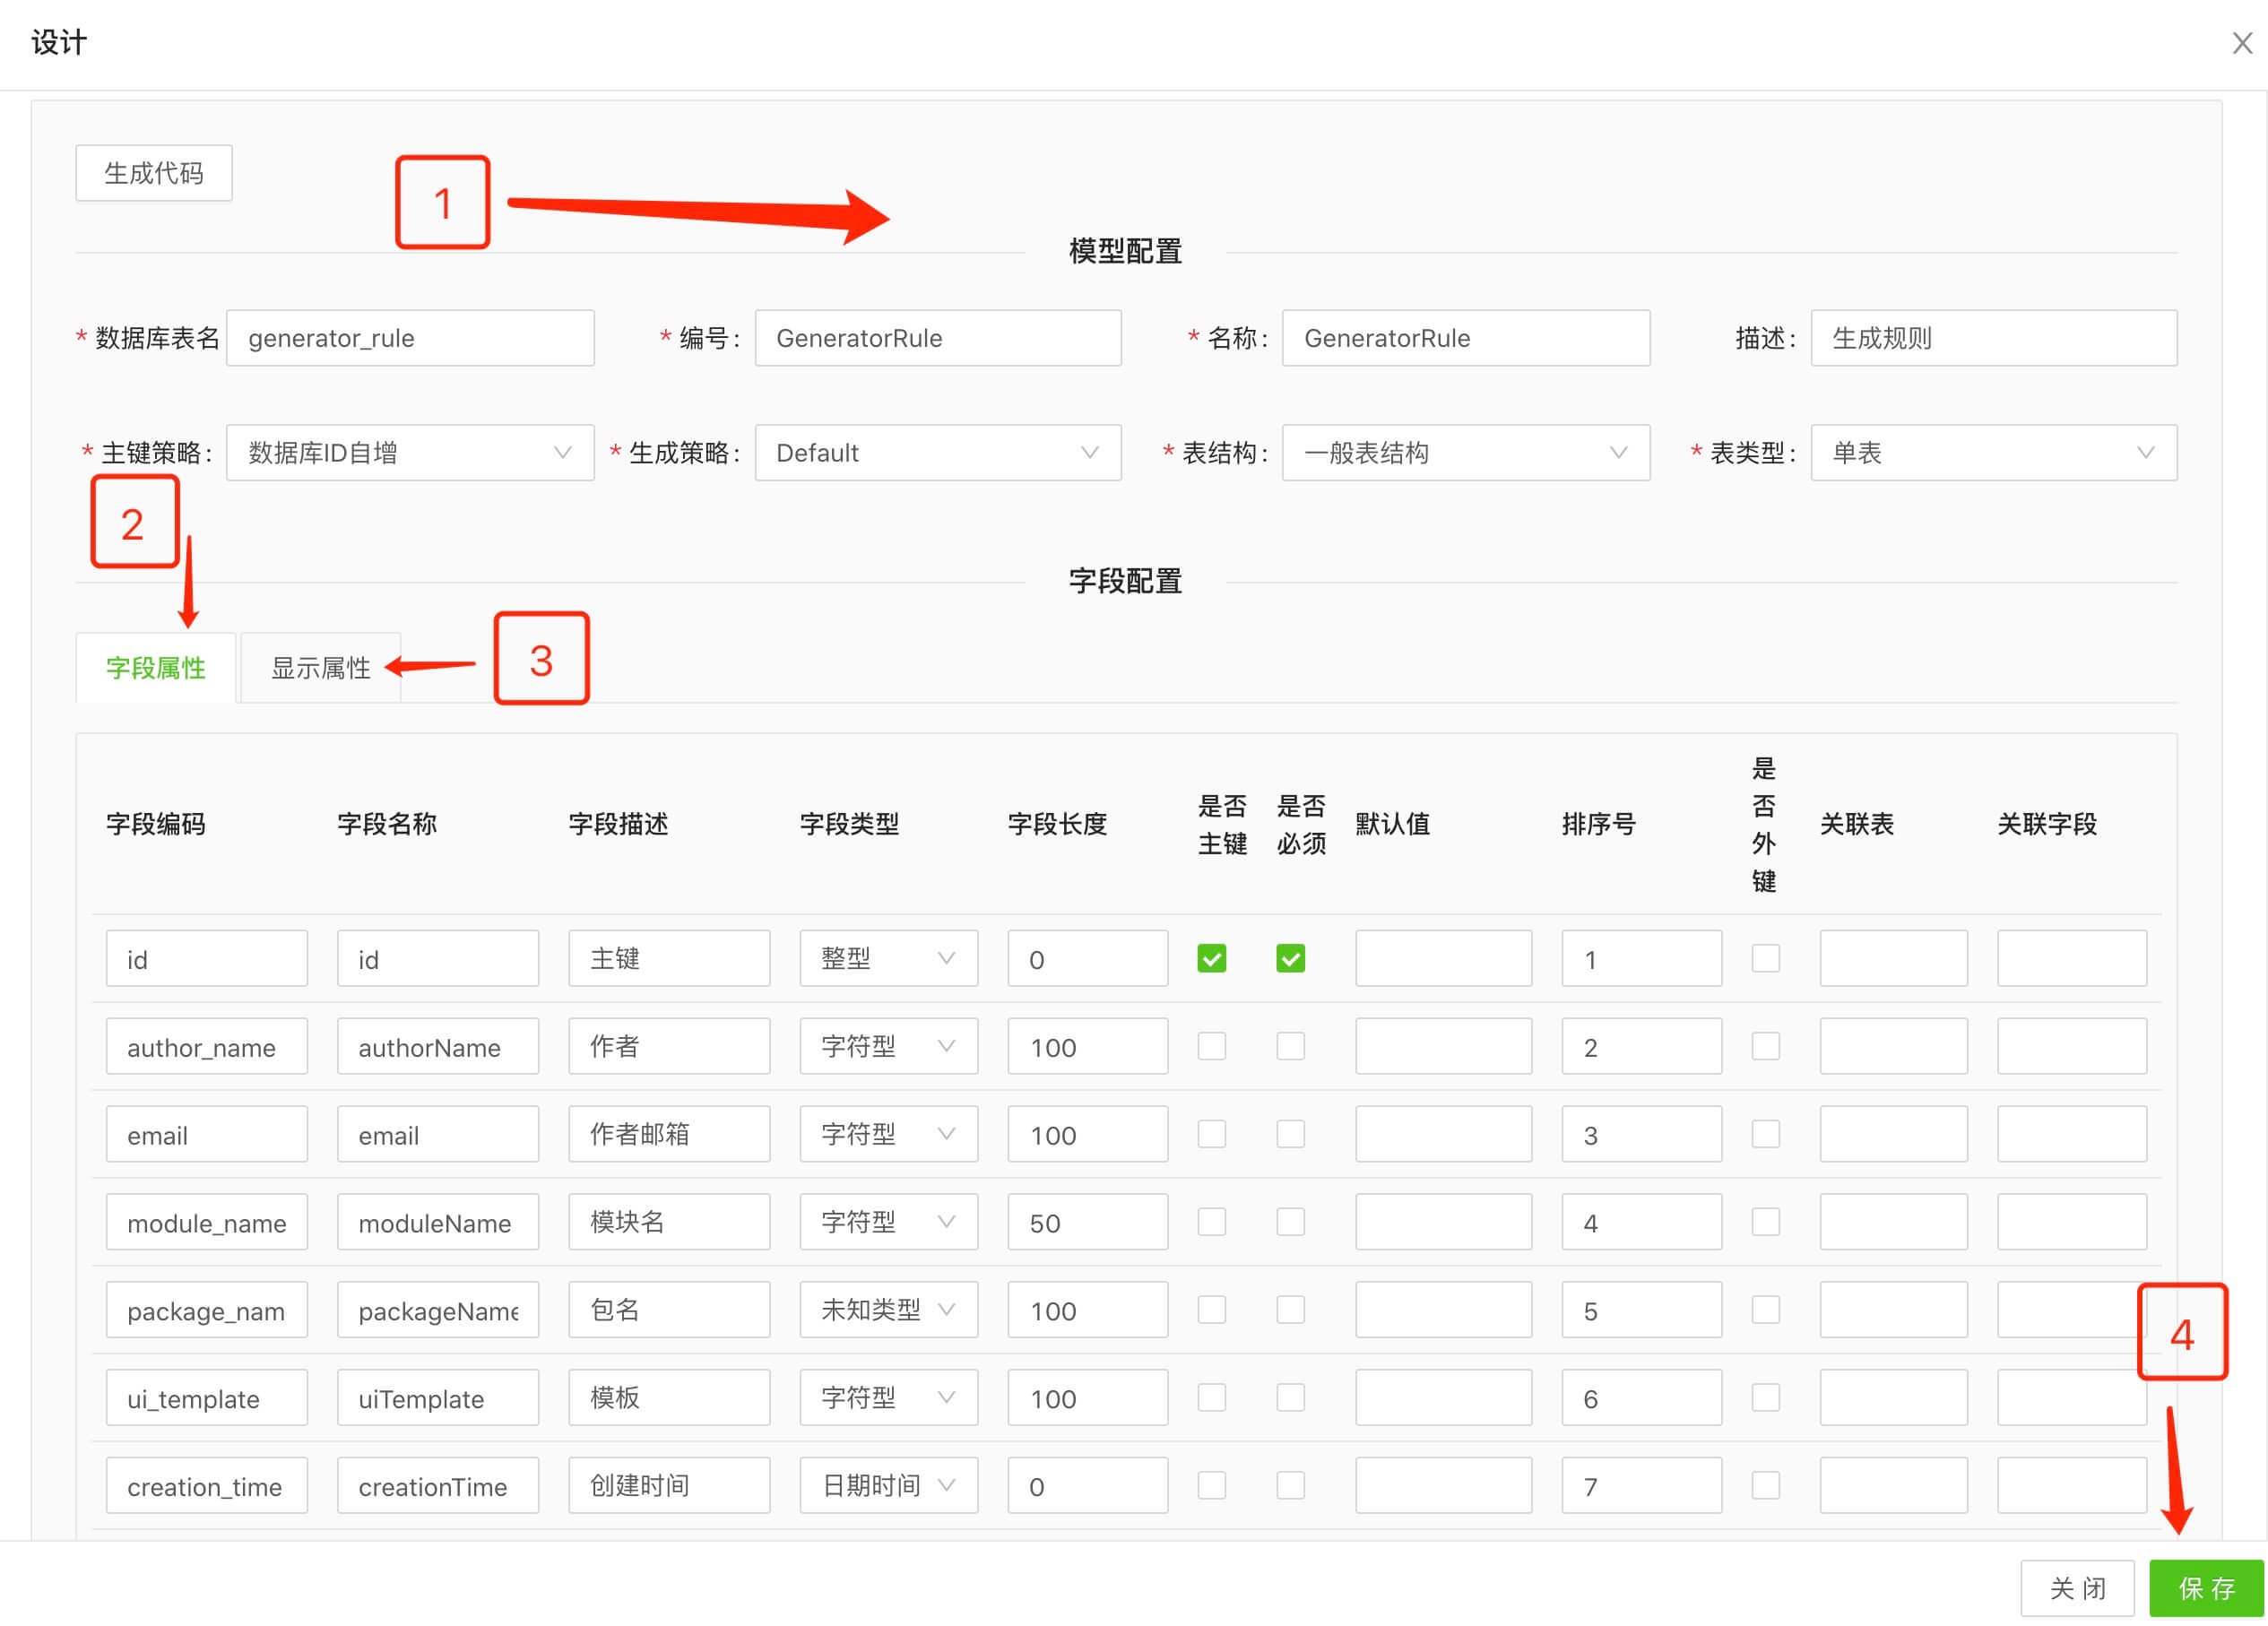 设计
X
生成代码
1
模型配置
* 数据库表名 generator_rule * 编号: GeneratorRule * 名称: GeneratorRule 描述: 生成规则
* 主键策略: 数据库ID自增 * 生成策略: Default * 表结构: 一般表结构 * 表类型: 单表
2
字段配置
字段属性 显示属性 3
字段编码 字段名称 字段描述 字段类型 字段长度 是否主键 是否必须 默认值 排序号 是否外键 关联表 关联字段
id id 主键 整型 0 1
author_name authorName 作者 字符型 100 2
email email 作者邮箱 字符型 100 3
module_name moduleName 模块名 字符型 50 4
package_nam packageName 包名 未知类型 100 5
4
ui_template uiTemplate 模板 字符型 100 6
creation_time creationTime 创建时间 日期时间 0 7
关 闭 保 存